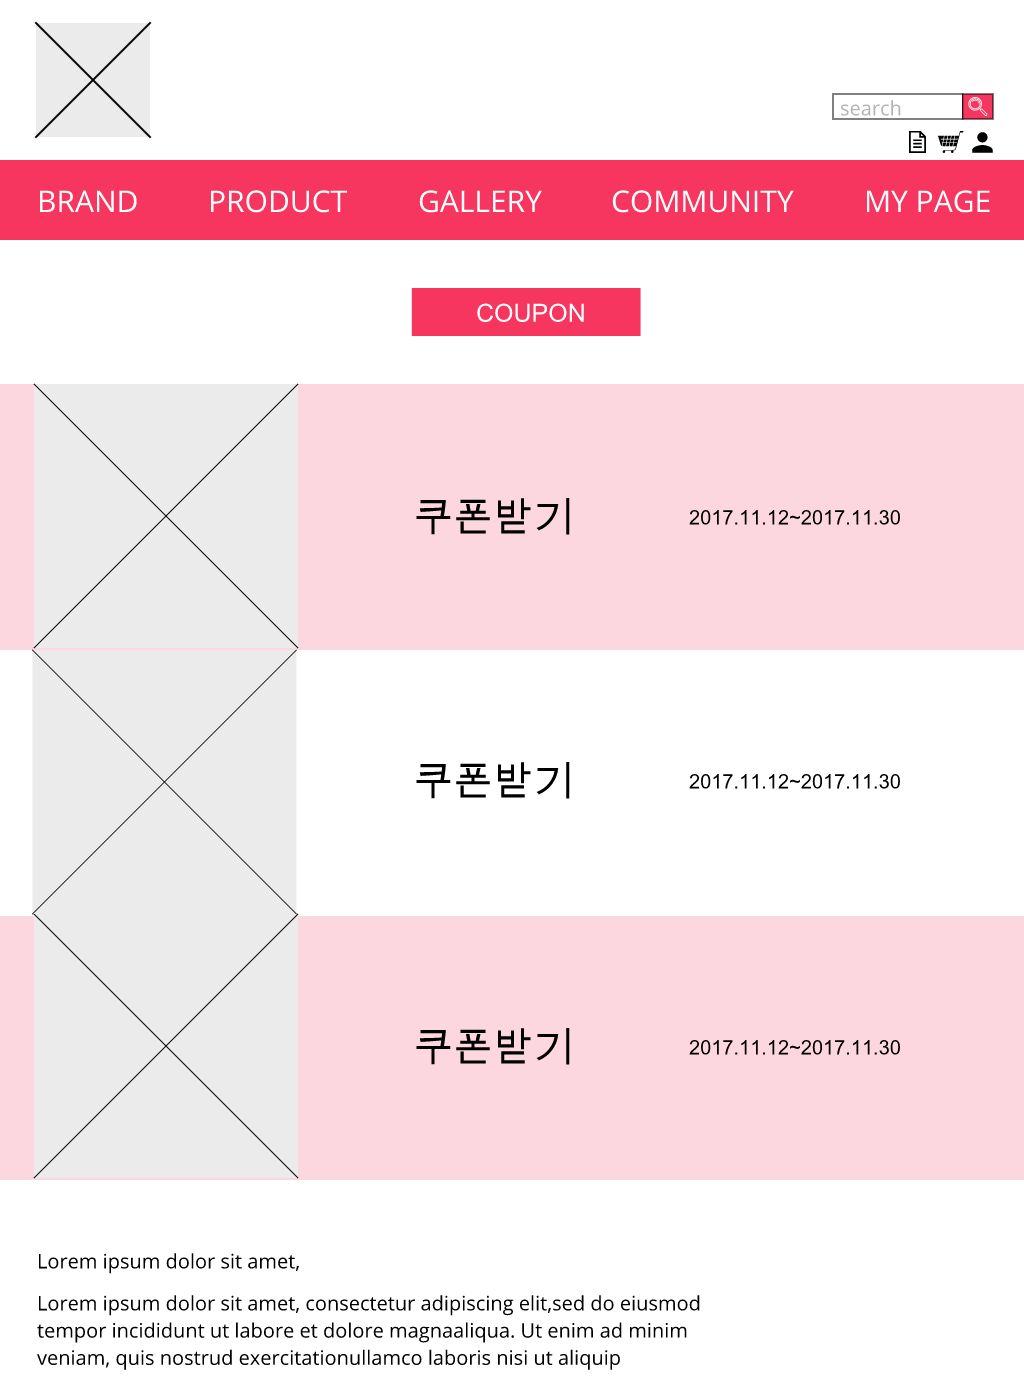 search
BRAND PRODUCT GALLERY COMMUNITY MY PAGE
COUPON
쿠폰받기 2017.11.12~2017.11.30
쿠폰받기 2017.11.12~2017.11.30
쿠폰받기 2017.11.12~2017.11.30
Lorem ipsum dolor sit amet,
Lorem ipsum dolor sit amet, consectetur adipiscing elit,sed do eiusmod
tempor incididunt ut labore et dolore magnaaliqua. Ut enim ad minim
veniam, quis nostrud exercitationullamco laboris nisi ut aliquip